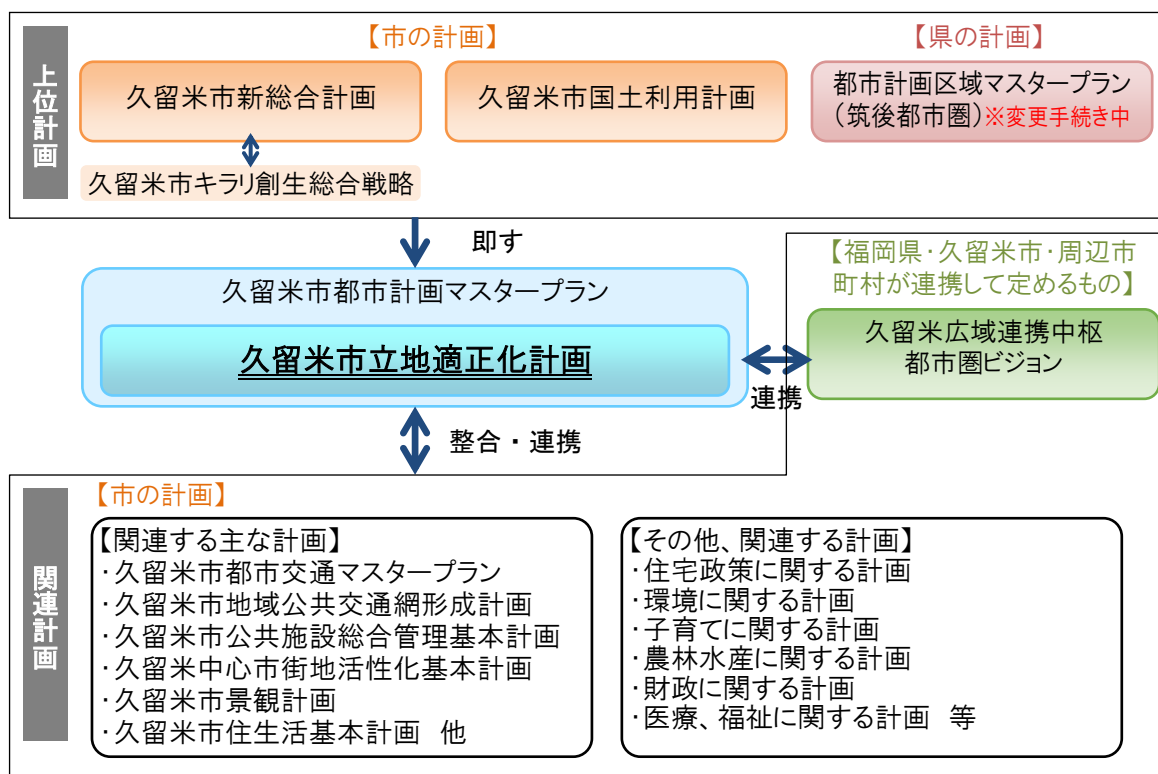 上位計画
【市の計画】
【県の計画】
久留米市新総合計画
久留米市国土利用計画
都市計画区域マスタープラン
（筑後都市圏）※変更手続き中
久留米市キラリ創生総合戦略
即す
【福岡県・久留米市・周辺市
町村が連携して定めるもの】
久留米市都市計画マスタープラン
久留米市立地適正化計画
久留米広域連携中枢
都市圏ビジョン
連携
整合・連携
関連計画
【市の計画】
【関連する主な計画】
・久留米市都市交通マスタープラン
・久留米市地域公共交通網形成計画
・久留米市公共施設総合管理基本計画
・久留米中心市街地活性化基本計画
・久留米市景観計画
・久留米市住生活基本計画　他
【その他、関連する計画】
・住宅政策に関する計画
・環境に関する計画
・子育てに関する計画
・農林水産に関する計画
・財政に関する計画
・医療、福祉に関する計画　等